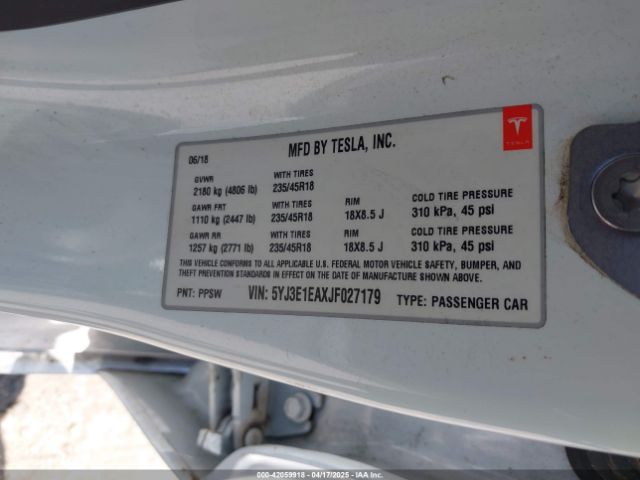 06/18 MFD BY TESLA, INC.
TESLA
GVWR WITH TIRES
2180 kg (4806 lb) 235/45R18
GAWR FRT WITH TIRES RIM COLD TIRE PRESSURE
1110 kg (2447 lb) 235/45R18 18X8.5 J 310 kPa, 45 psi
GAWR RR WITH TIRES RIM COLD TIRE PRESSURE
1257 kg (2771 lb) 235/45R18 18X8.5 J 310 kPa, 45 psi
THIS VEHICLE CONFORMS TO ALL APPLICABLE U.S. FEDERAL MOTOR VEHICLE SAFETY, BUMPER, AND
THEFT PREVENTION STANDARDS IN EFFECT ON THE DATE OF MANUFACTURE SHOWN ABOVE.
PNT: PPSW VIN: 5YJ3E1EAXJF027179 TYPE: PASSENGER CAR
000-42059918 - 04/17/2025 - IAAI.COM